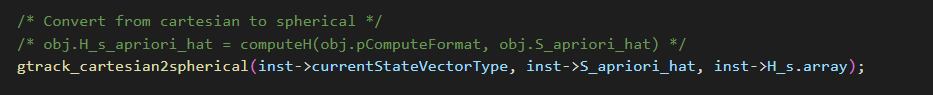 /* Convert from cartesian to spherical */
/* obj.H_s_apriori_hat = computeH(obj.pComputeFormat, obj.S_apriori_hat) */
gtrack_cartesian2spherical(inst->currentStateVectorType, inst->S_apriori_hat, inst->H_s.array);